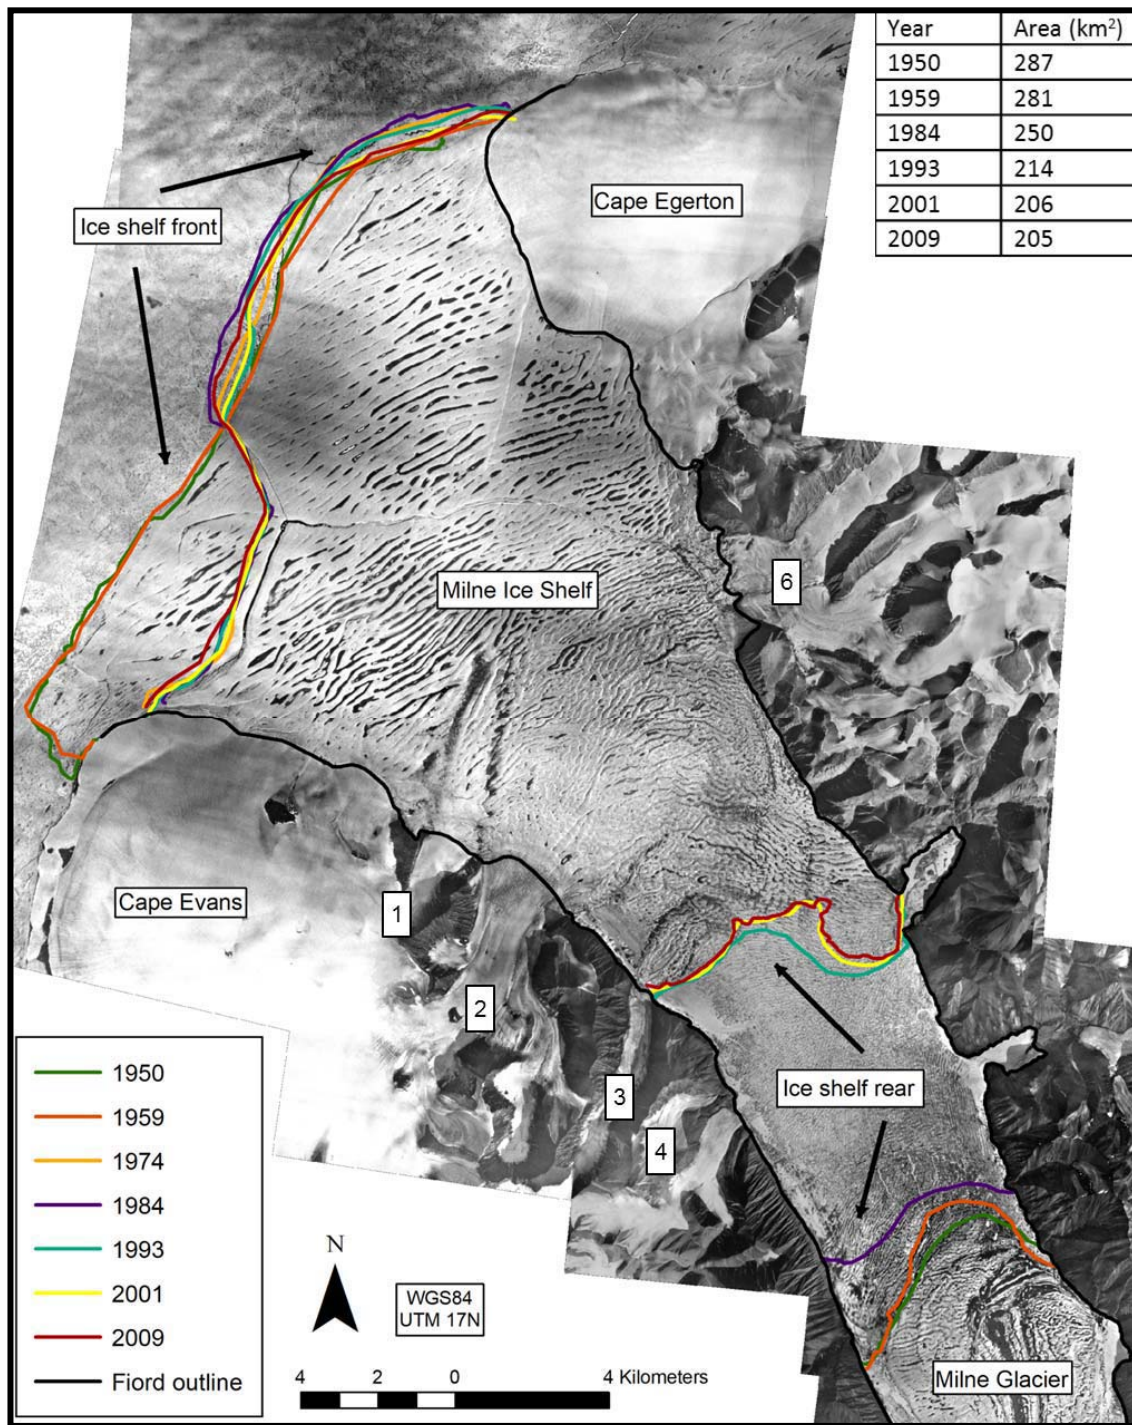 Year Area (km²)
1950 287
1959 281
1984 250
1993 214
2001 206
2009 205
Cape Egerton
Ice shelf front
Milne Ice Shelf
6
Cape Evans
1
2
3
4
Ice shelf rear
Milne Glacier
1950
1959
1974
1984
1993
2001
2009
Fiord outline
N
WGS84
UTM 17N
4 2 0 4 Kilometers